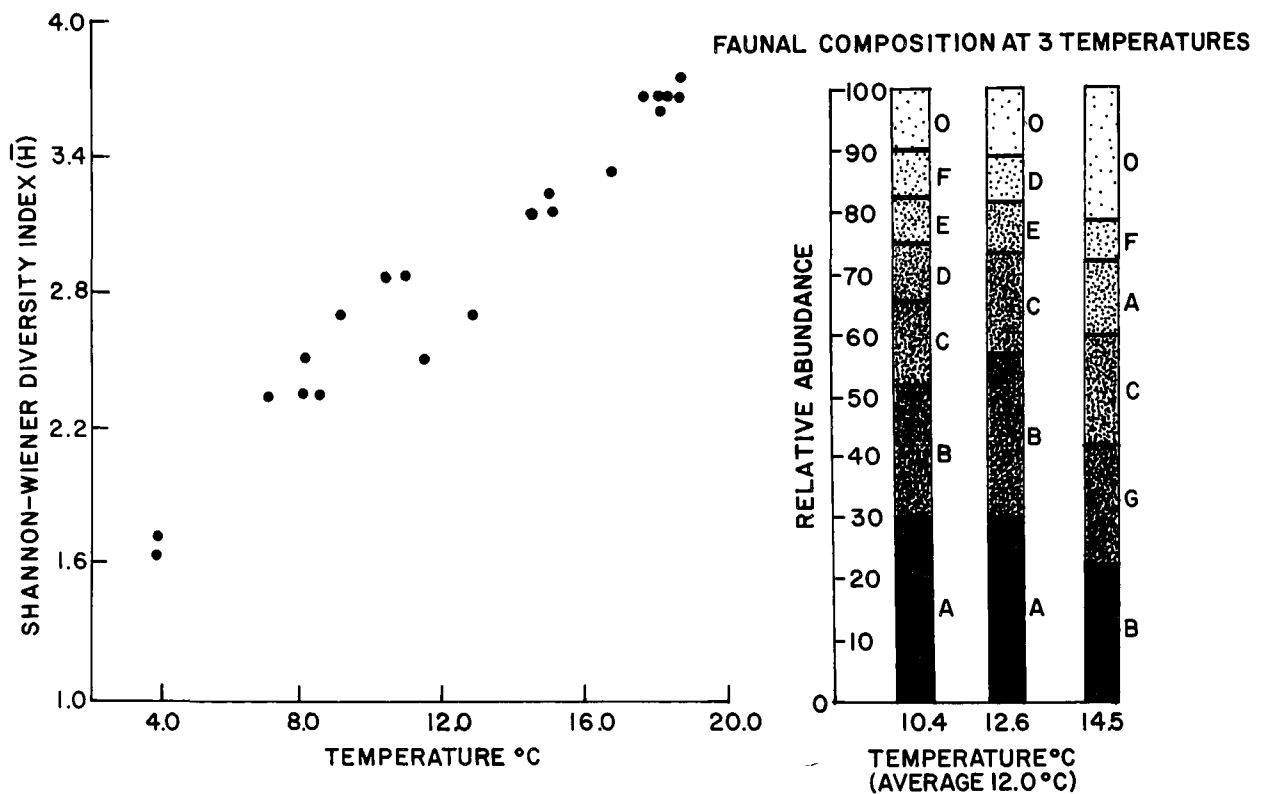 4.0
3.4
2.8
2.2
1.6
1.0
SHANNON-WIENER DIVERSITY INDEX (H̅)
4.0 8.0 12.0 16.0 20.0
TEMPERATURE °C
FAUNAL COMPOSITION AT 3 TEMPERATURES
100
90
80
70
60
50
40
30
20
10
0
RELATIVE ABUNDANCE
O
F
E
D
C
B
A
O
D
E
C
B
A
O
F
A
C
G
B
10.4 12.6 14.5
TEMPERATURE °C
(AVERAGE 12.0 °C)